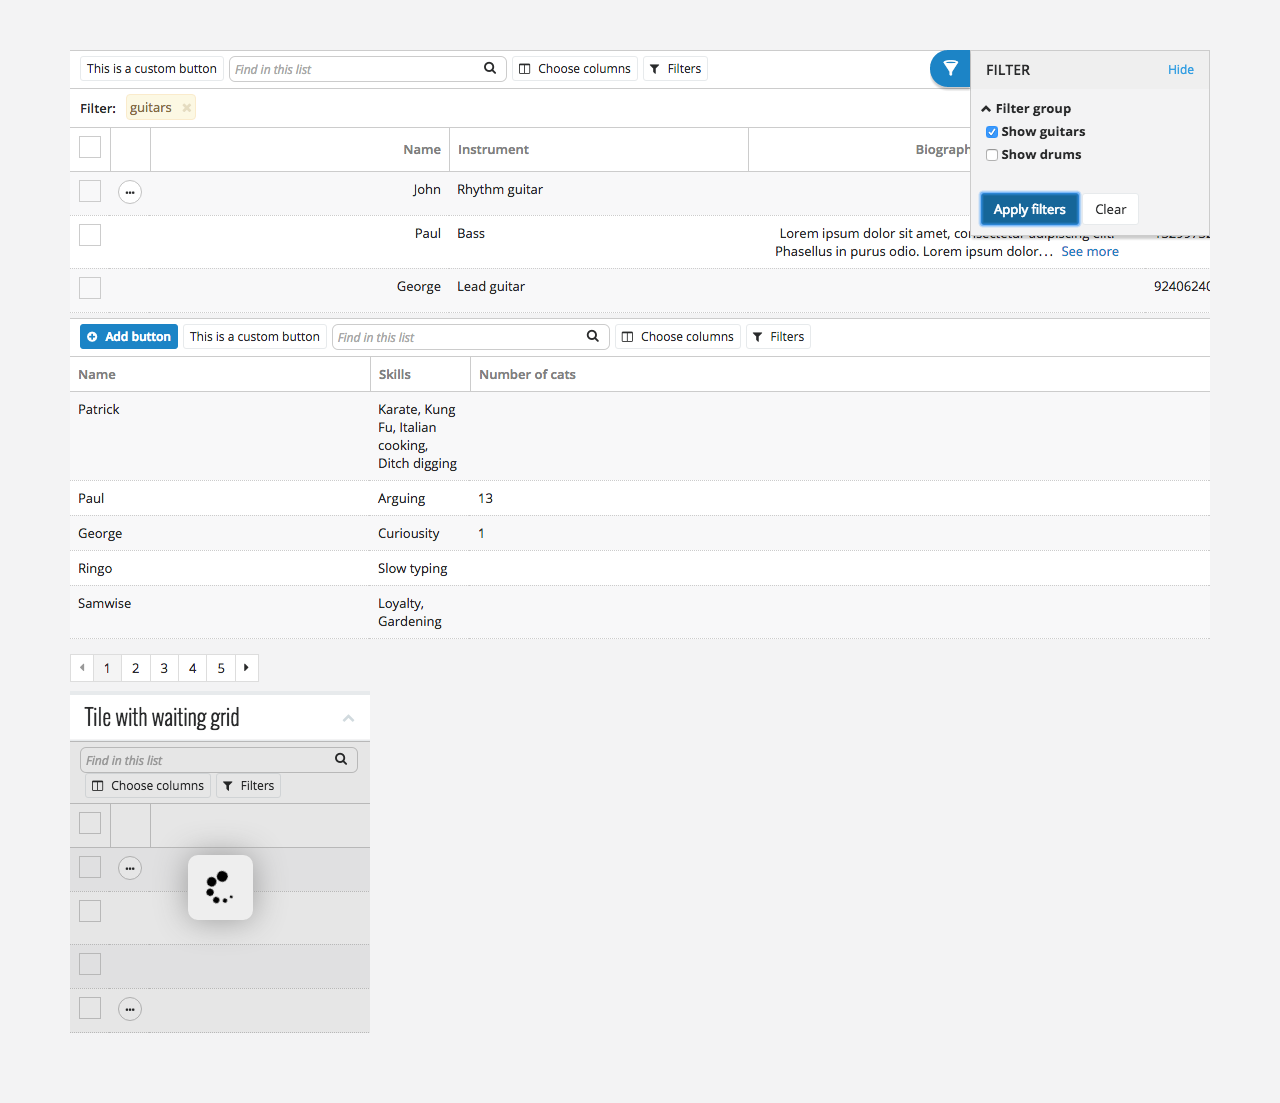 This is a custom button Find in this list Choose columns Filters
FILTER Hide
Filter: guitars
Filter group
Show guitars
Show drums
Apply filters Clear
Name Instrument
John Rhythm guitar
Paul Bass Lorem ipsum dolor sit amet, consectetur adipiscing elit.
Phasellus in purus odio. Lorem ipsum dolor... See more
George Lead guitar 92406240
Add button This is a custom button Find in this list Choose columns Filters
Name Skills Number of cats
Patrick Karate, Kung
Fu, Italian
cooking,
Ditch digging
Paul Arguing 13
George Curiousity 1
Ringo Slow typing
Samwise Loyalty,
Gardening
1 2 3 4 5
Tile with waiting grid
Find in this list
Choose columns Filters